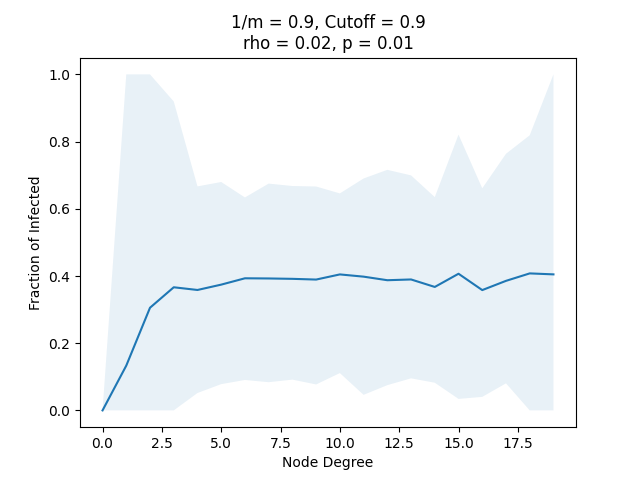 1/m = 0.9, Cutoff = 0.9
rho = 0.02, p = 0.01
1.0
0.8
0.6
0.4
0.2
0.0
Fraction of Infected
0.0 2.5 5.0 7.5 10.0 12.5 15.0 17.5
Node Degree